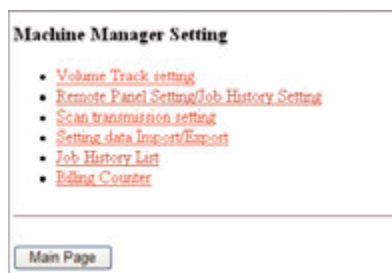 Machine Manager Setting
Volume Track setting
Remote Panel Setting/Job History Setting
Scan transmission setting
Setting data Import/Export
Job History List
Billing Counter
Main Page